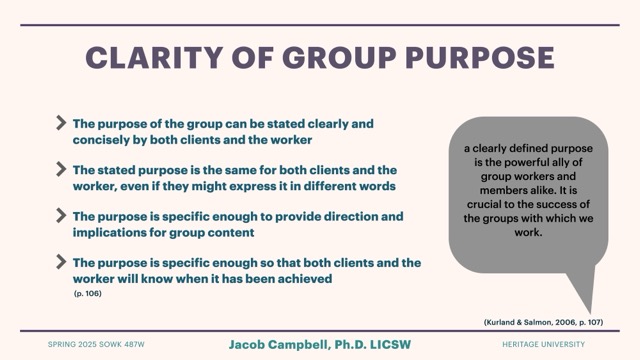 CLARITY OF GROUP PURPOSE
The purpose of the group can be stated clearly and
concisely by both clients and the worker
The stated purpose is the same for both clients and the
worker, even if they might express it in different words
The purpose is specific enough to provide direction and
implications for group content
The purpose is specific enough so that both clients and the
worker will know when it has been achieved
(p. 106)
a clearly defined purpose
is the powerful ally of
group workers and
members alike. It is
crucial to the success of
the groups with which we
work.
(Kurland & Salmon, 2006, p. 107)
SPRING 2025 SOWK 487W
Jacob Campbell, Ph.D. LICSW
HERITAGE UNIVERSITY